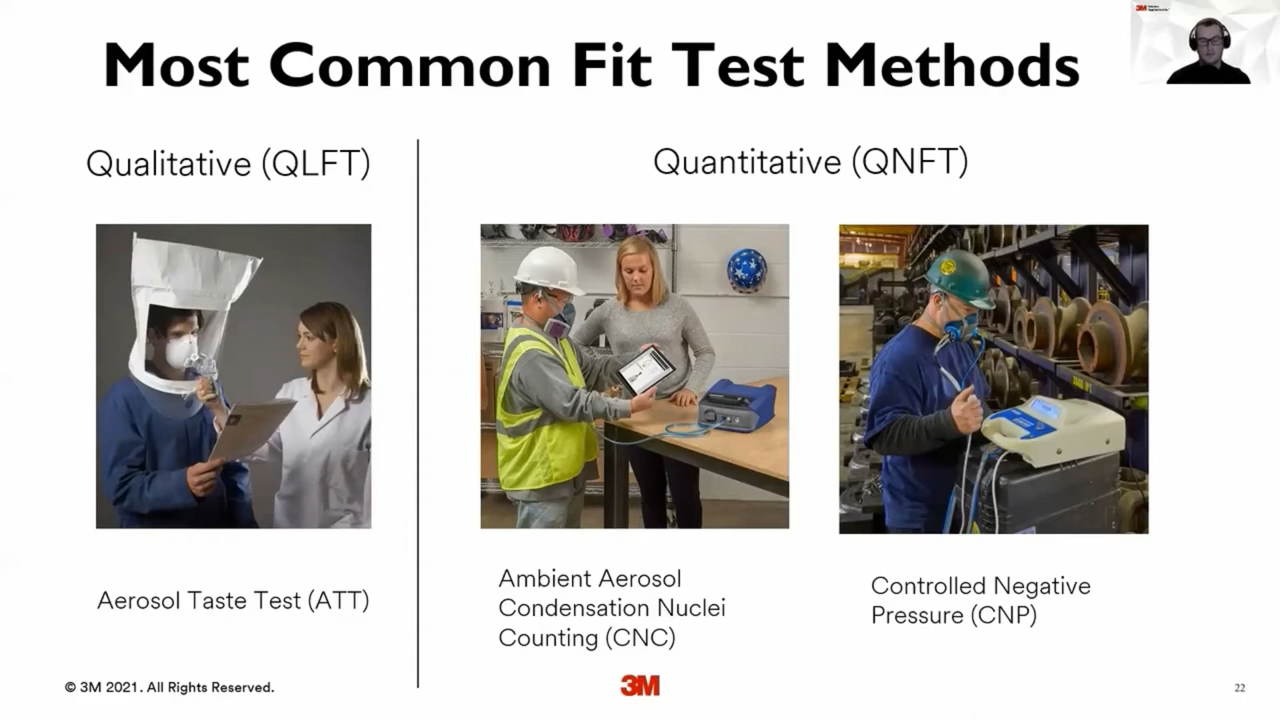 Most Common Fit Test Methods
3M
Qualitative (QLFT)
Quantitative (QNFT)
Aerosol Taste Test (ATT)
Ambient Aerosol
Condensation Nuclei
Counting (CNC)
Controlled Negative
Pressure (CNP)
© 3M 2021. All Rights Reserved.
3M
22